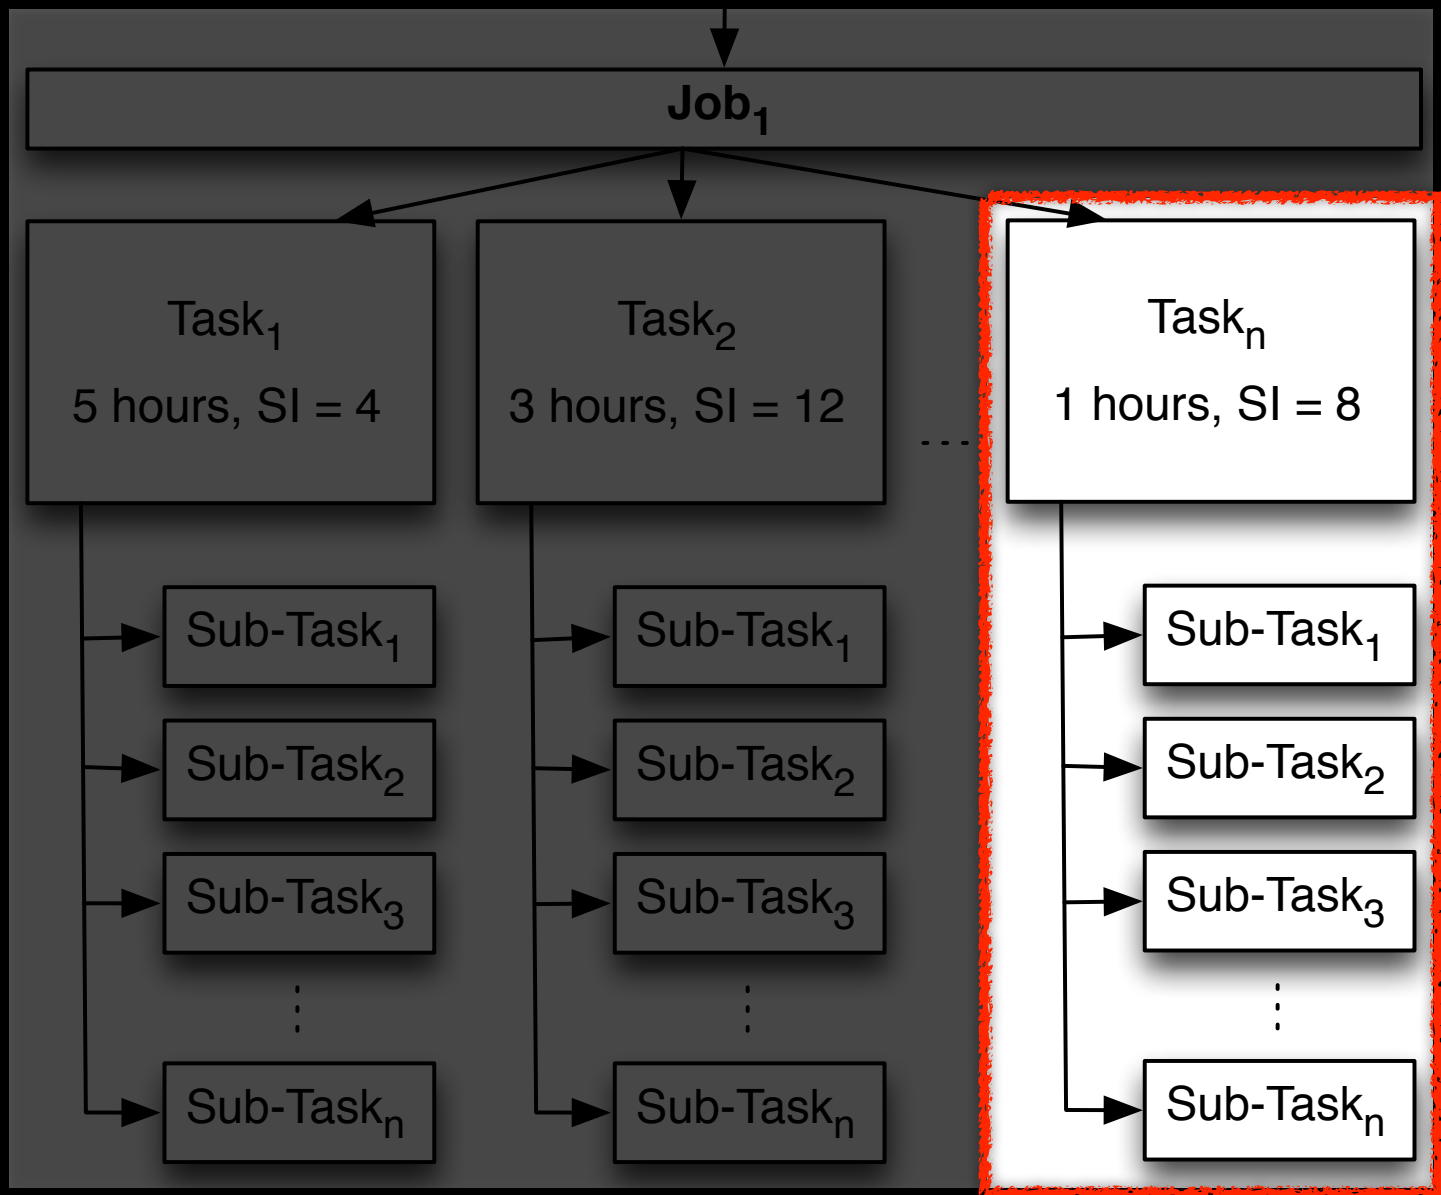 Job₁
Task₁
5 hours, SI = 4
Task₂
3 hours, SI = 12
Taskₙ
1 hours, SI = 8
Sub-Task₁
Sub-Task₂
Sub-Task₃
Sub-Taskₙ
Sub-Task₁
Sub-Task₂
Sub-Task₃
Sub-Taskₙ
Sub-Task₁
Sub-Task₂
Sub-Task₃
Sub-Taskₙ